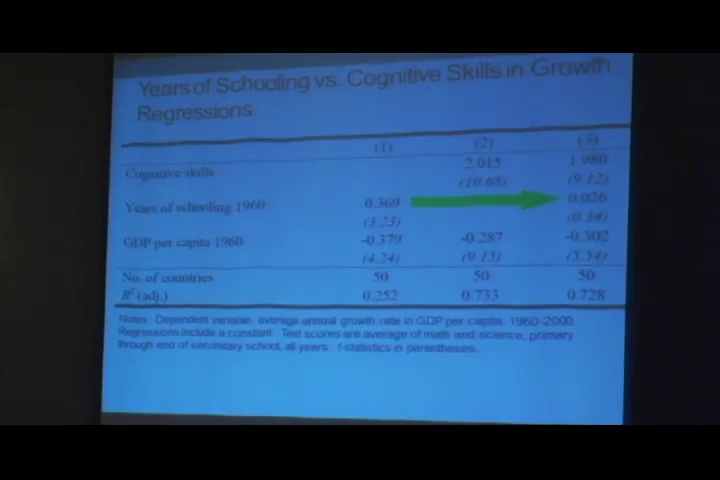 Years of Schooling vs. Cognitive Skills in Growth
Regressions
(1) (2) (3)
Cognitive skills 2.015 1.980
(10.68) (9.12)
Years of schooling 1960 0.369 0.026
(3.23) (0.34)
GDP per capita 1960 -0.379 -0.287 -0.302
(4.24) (9.15) (5.54)
No. of countries 50 50 50
R² (adj.) 0.252 0.733 0.728
Notes: Dependent variable: average annual growth rate in GDP per capita, 1960-2000.
Regressions include a constant. Test scores are average of math and science, primary
through end of secondary school, all years. t-statistics in parentheses.